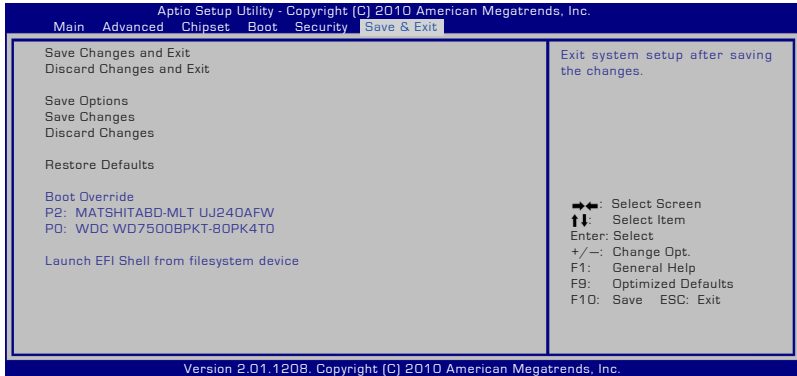 Aptio Setup Utility - Copyright (C) 2010 American Megatrends, Inc.
Main Advanced Chipset Boot Security Save & Exit
Save Changes and Exit
Discard Changes and Exit
Save Options
Save Changes
Discard Changes
Restore Defaults
Boot Override
P2: MATSHITABD-MLT UJ240AFW
P0: WDC WD7500BPKT-80PK4T0
Launch EFI Shell from filesystem device
Exit system setup after saving
the changes.
→←: Select Screen
↑↓: Select Item
Enter: Select
+/—: Change Opt.
F1: General Help
F9: Optimized Defaults
F10: Save ESC: Exit
Version 2.01.1208. Copyright (C) 2010 American Megatrends, Inc.